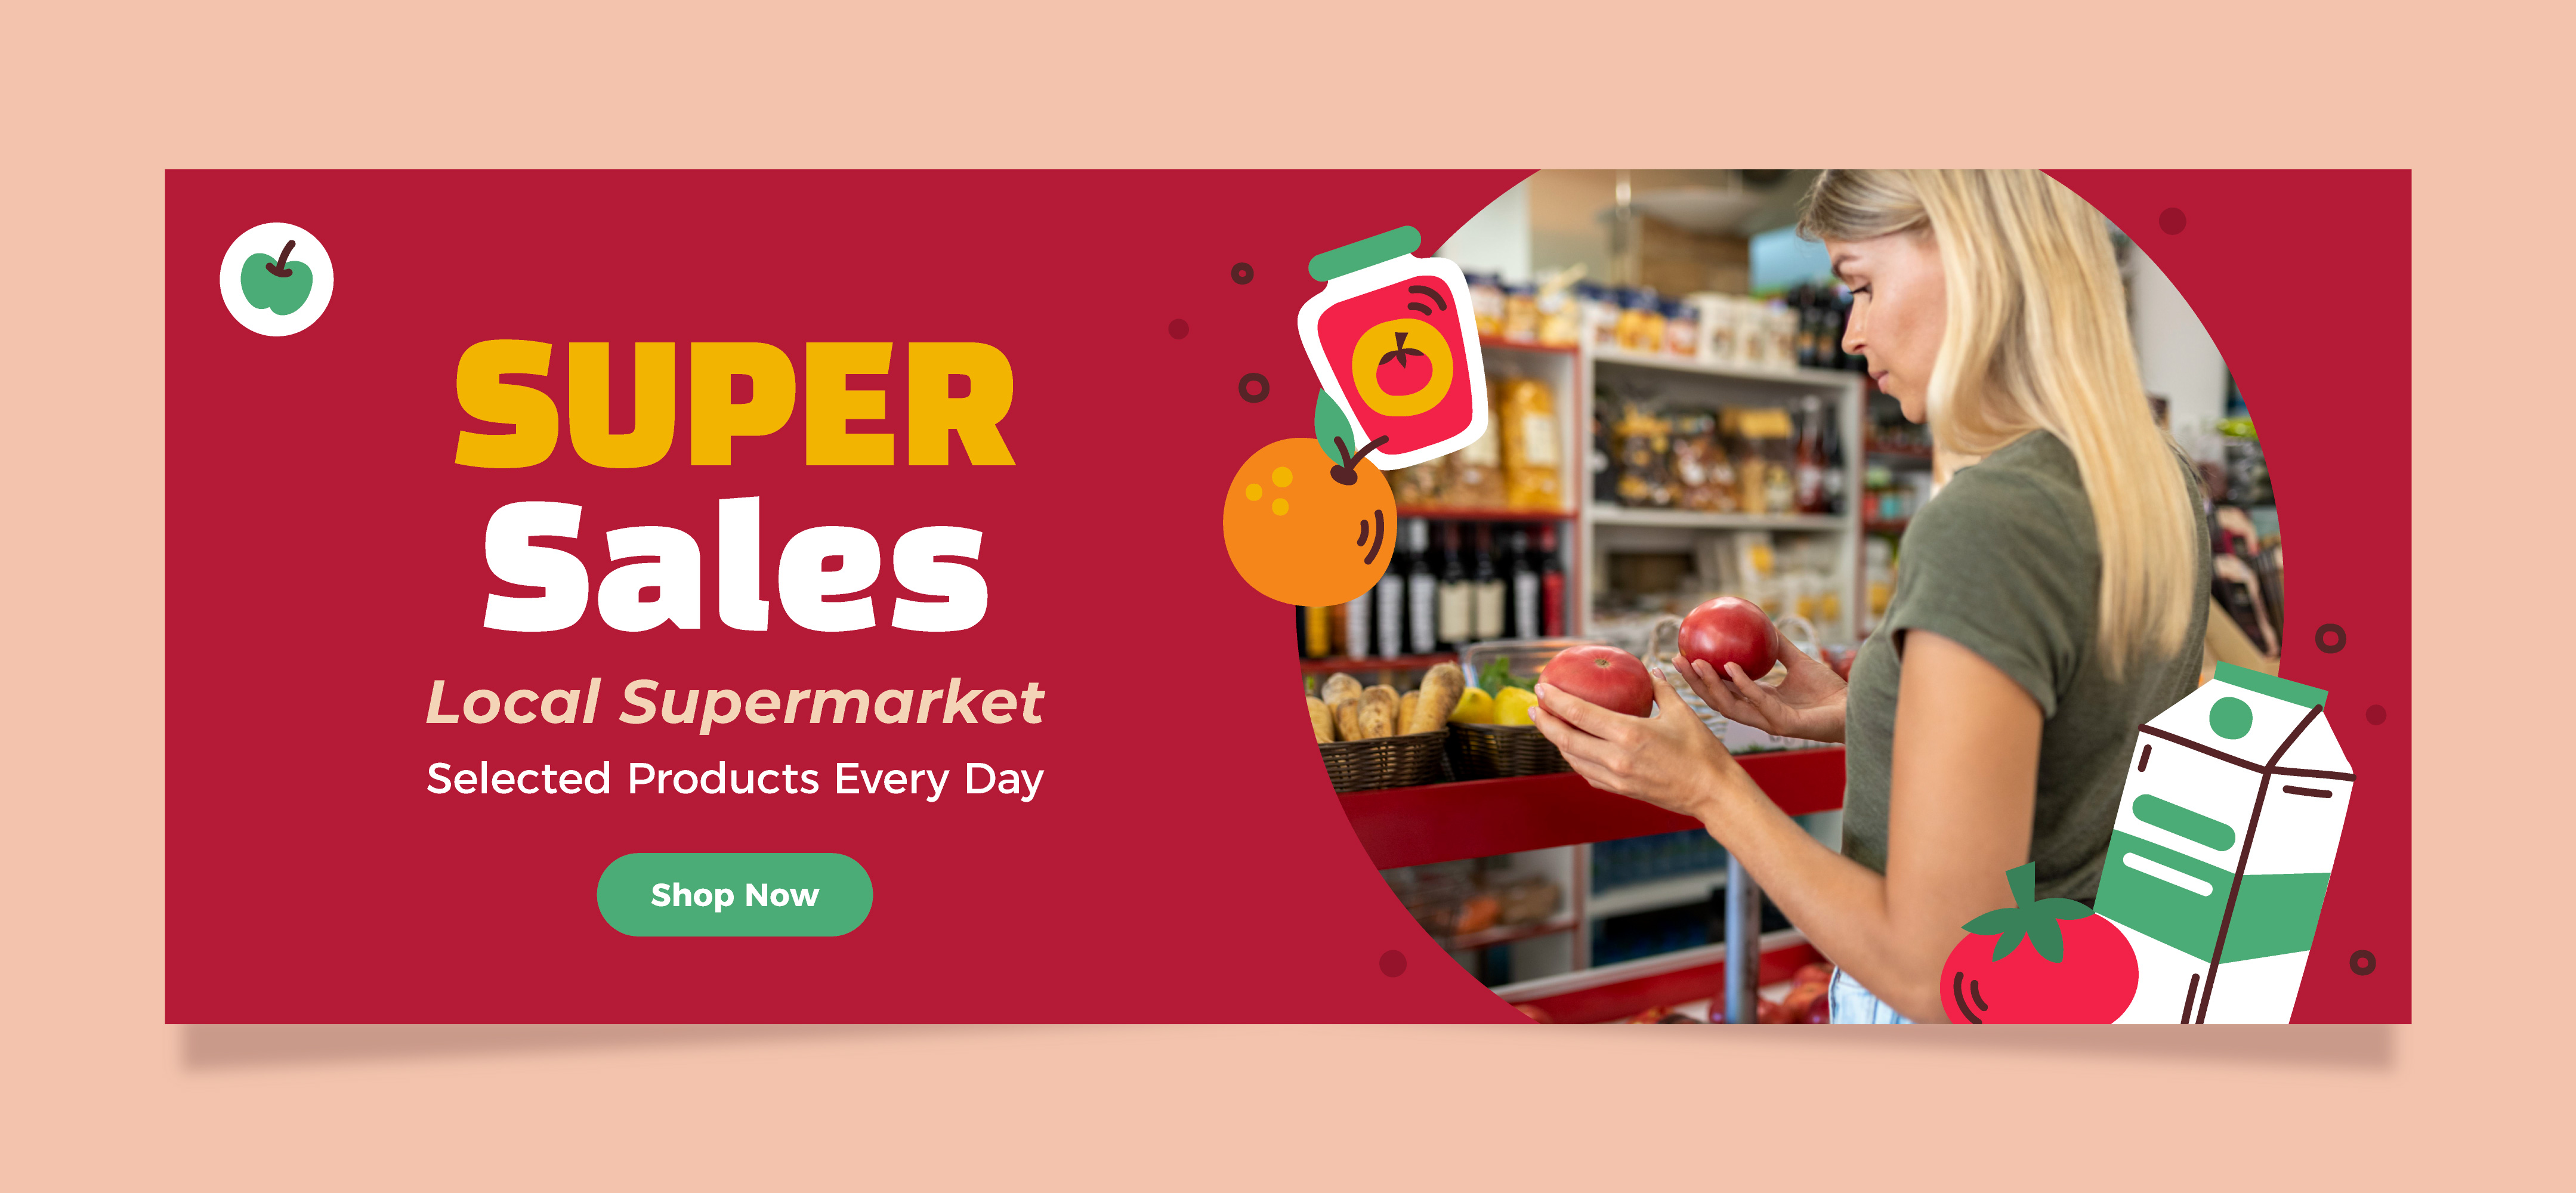 SUPER
Sales
Local Supermarket
Selected Products Every Day
Shop Now